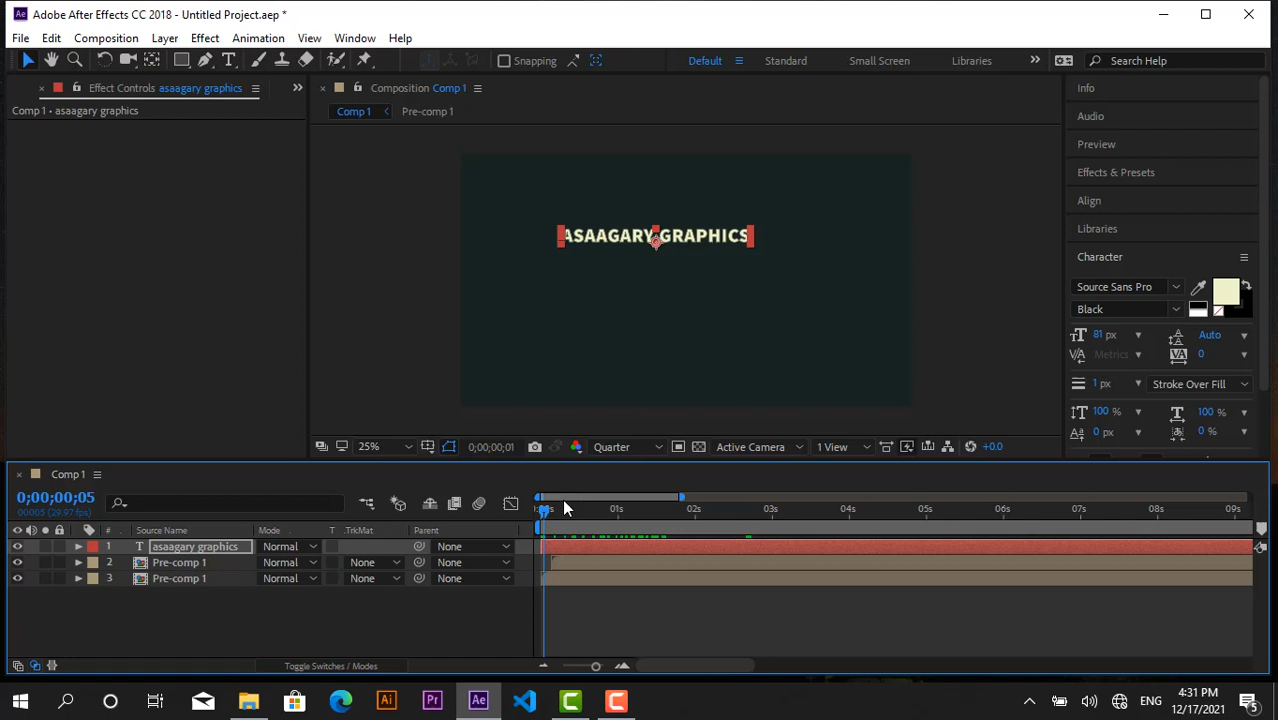 Adobe After Effects CC 2018 - Untitled Project.aep *
File Edit Composition Layer Effect Animation View Window Help
Snapping Default Standard Small Screen Libraries Search Help
Effect Controls asaagary graphics
Composition Comp 1
Comp 1 • asaagary graphics
Comp 1 Pre-comp 1
Info
Audio
Preview
Effects & Presets
Align
Libraries
Character
ASAAGARY GRAPHICS
Source Sans Pro
Black
81 px Auto
Metrics 0
1 px Stroke Over Fill
100 % 100 %
0 px 0 %
25% 0;00;00;01 Quarter Active Camera 1 View +0.0
Comp 1
0;00;00;05
00005 (29.97 fps)
01s 02s 03s 04s 05s 06s 07s 08s 09s
# Source Name Mode T .TrkMat Parent
1 T asaagary graphics Normal None
2 Pre-comp 1 Normal None None
3 Pre-comp 1 Normal None None
Toggle Switches / Modes
Ai Pr Ae
ENG
4:31 PM
12/17/2021
5